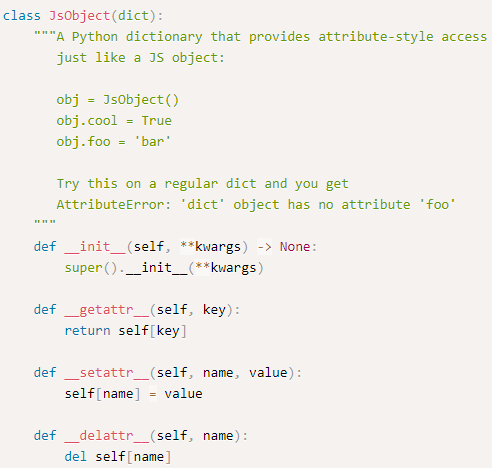 class JsObject(dict):
    """A Python dictionary that provides attribute-style access
       just like a JS object:

       obj = JsObject()
       obj.cool = True
       obj.foo = 'bar'

       Try this on a regular dict and you get
       AttributeError: 'dict' object has no attribute 'foo'
    """
    def __init__(self, **kwargs) -> None:
        super().__init__(**kwargs)

    def __getattr__(self, key):
        return self[key]

    def __setattr__(self, name, value):
        self[name] = value

    def __delattr__(self, name):
        del self[name]